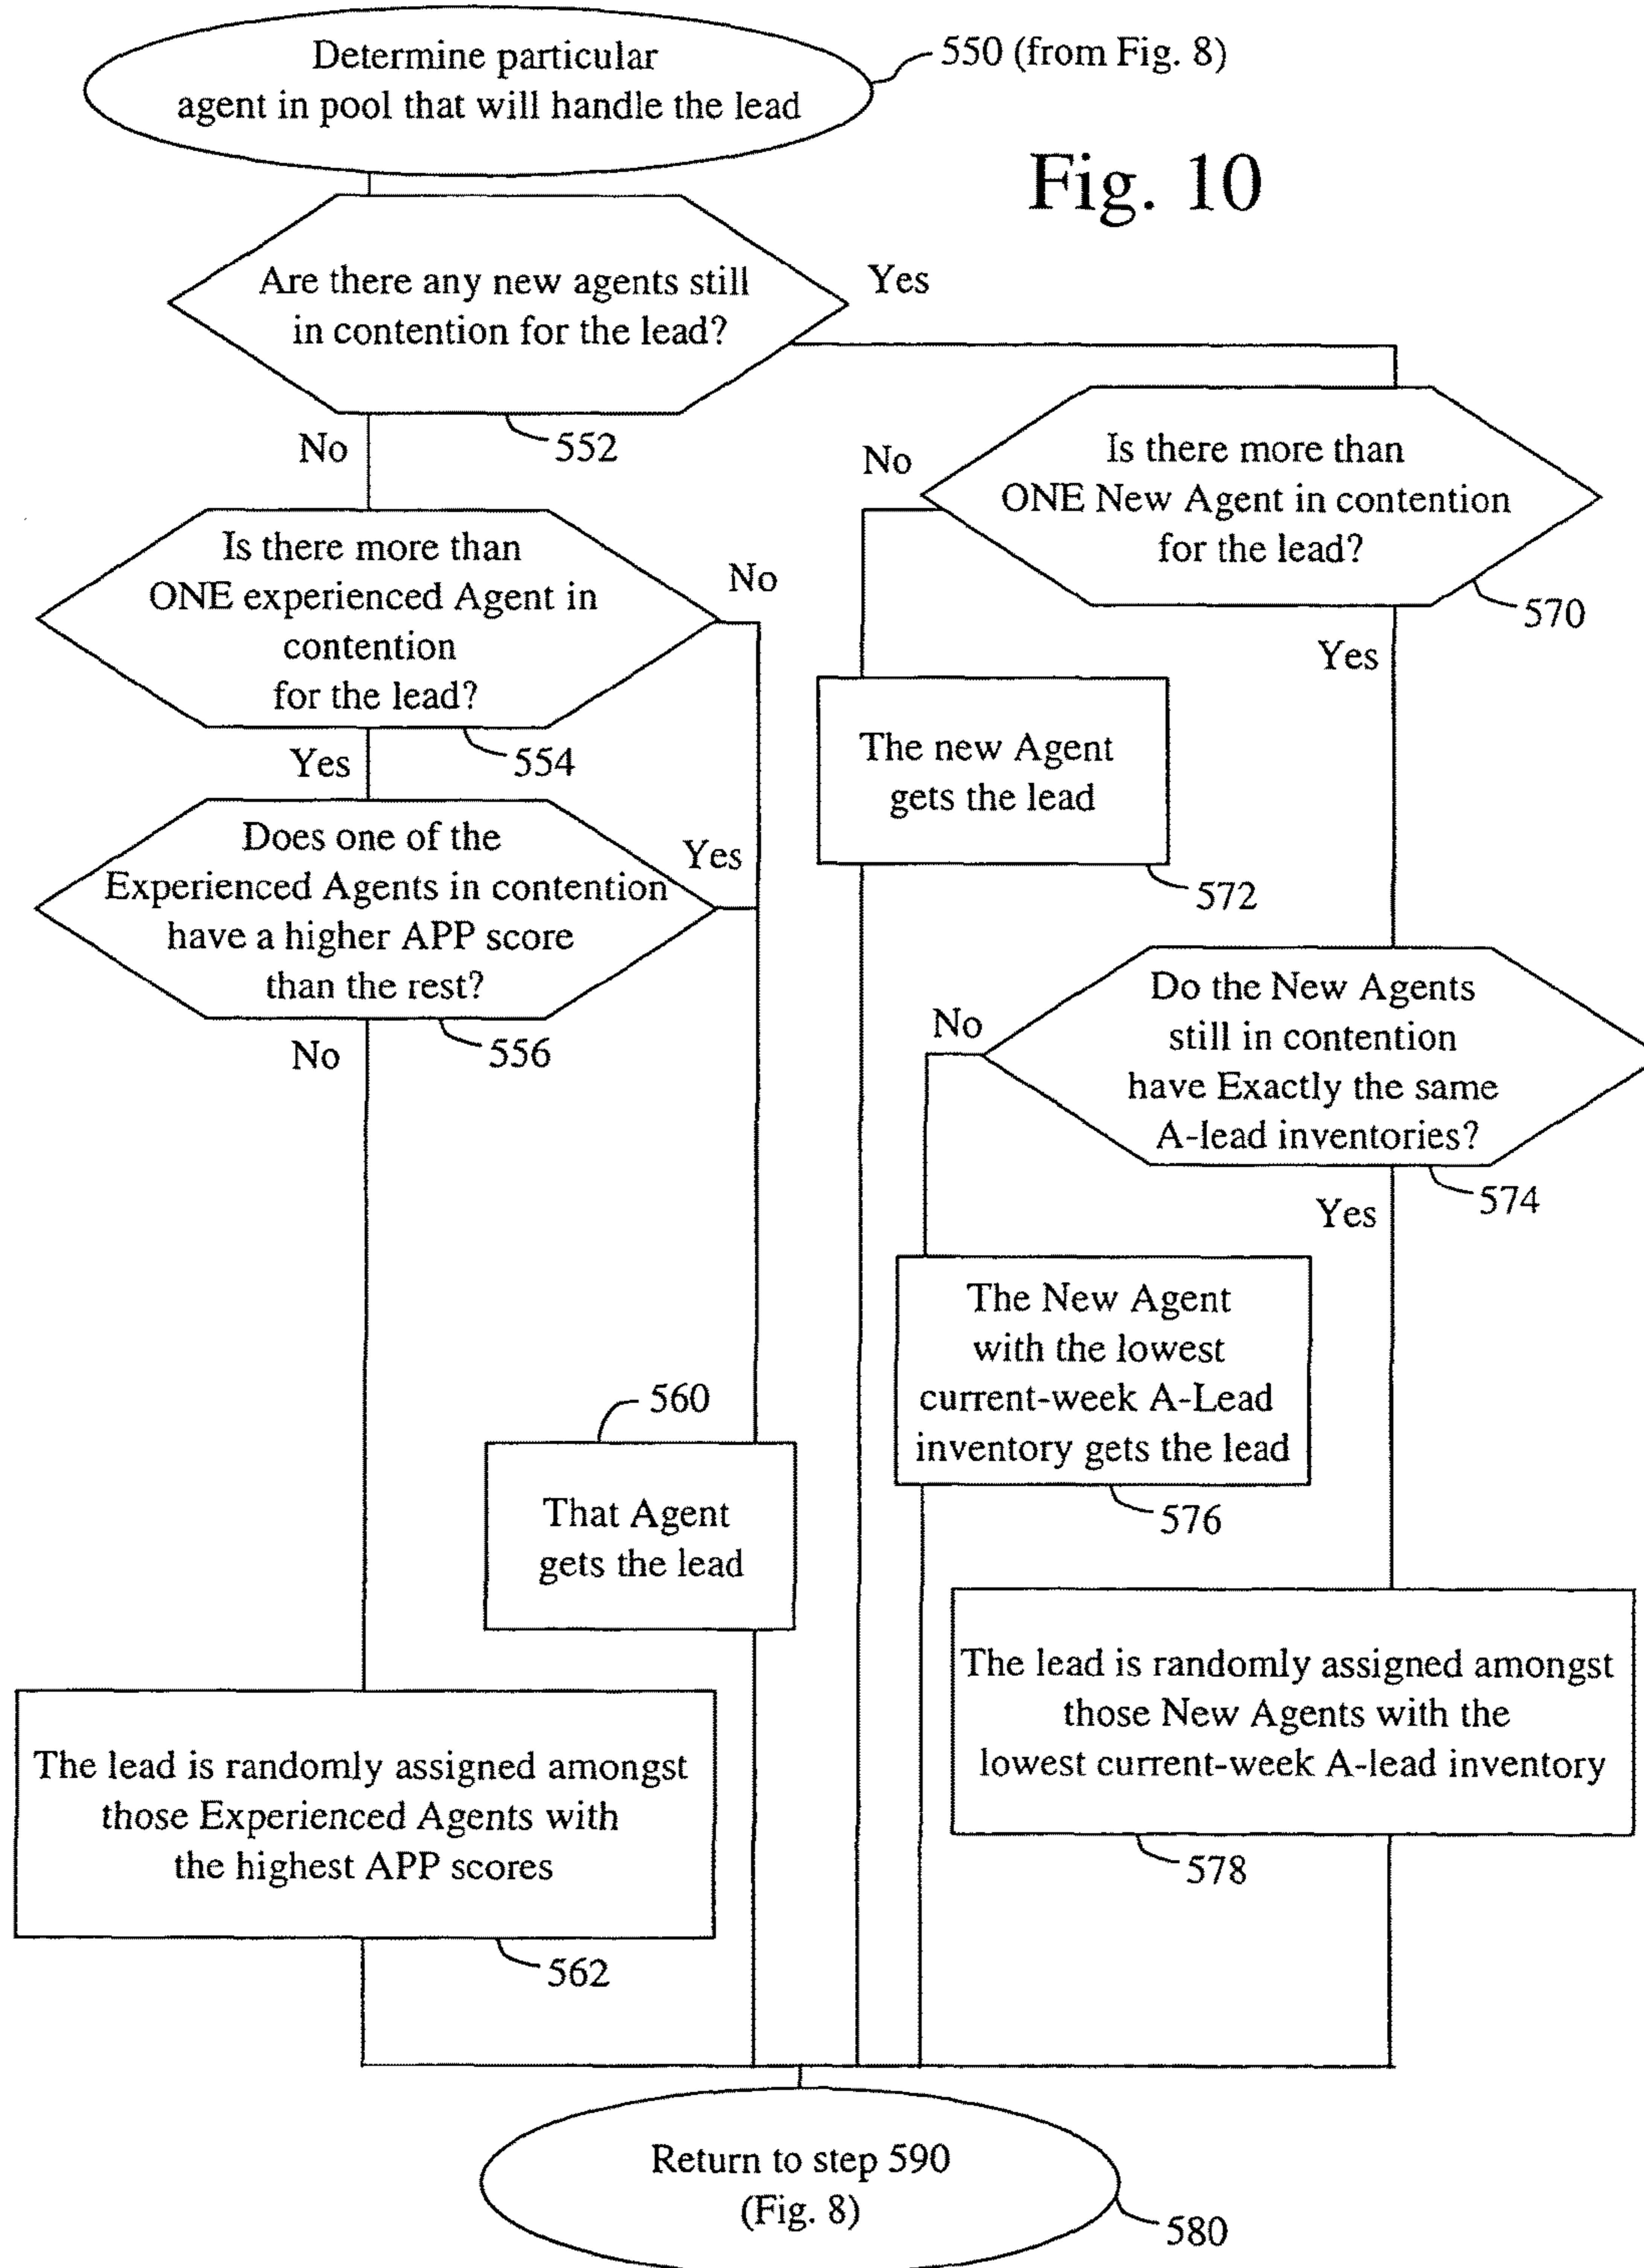 Determine particular
agent in pool that will handle the lead
550 (from Fig. 8)
Fig. 10
Are there any new agents still
in contention for the lead?
Yes
No
552
Is there more than
ONE New Agent in contention
for the lead?
No
570
Yes
Is there more than
ONE experienced Agent in
contention
for the lead?
No
554
Yes
The new Agent
gets the lead
572
Does one of the
Experienced Agents in contention
have a higher APP score
than the rest?
Yes
556
No
Do the New Agents
still in contention
have Exactly the same
A-lead inventories?
No
574
Yes
The New Agent
with the lowest
current-week A-Lead
inventory gets the lead
576
560
That Agent
gets the lead
The lead is randomly assigned amongst
those New Agents with the
lowest current-week A-lead inventory
578
The lead is randomly assigned amongst
those Experienced Agents with
the highest APP scores
562
Return to step 590
(Fig. 8)
580